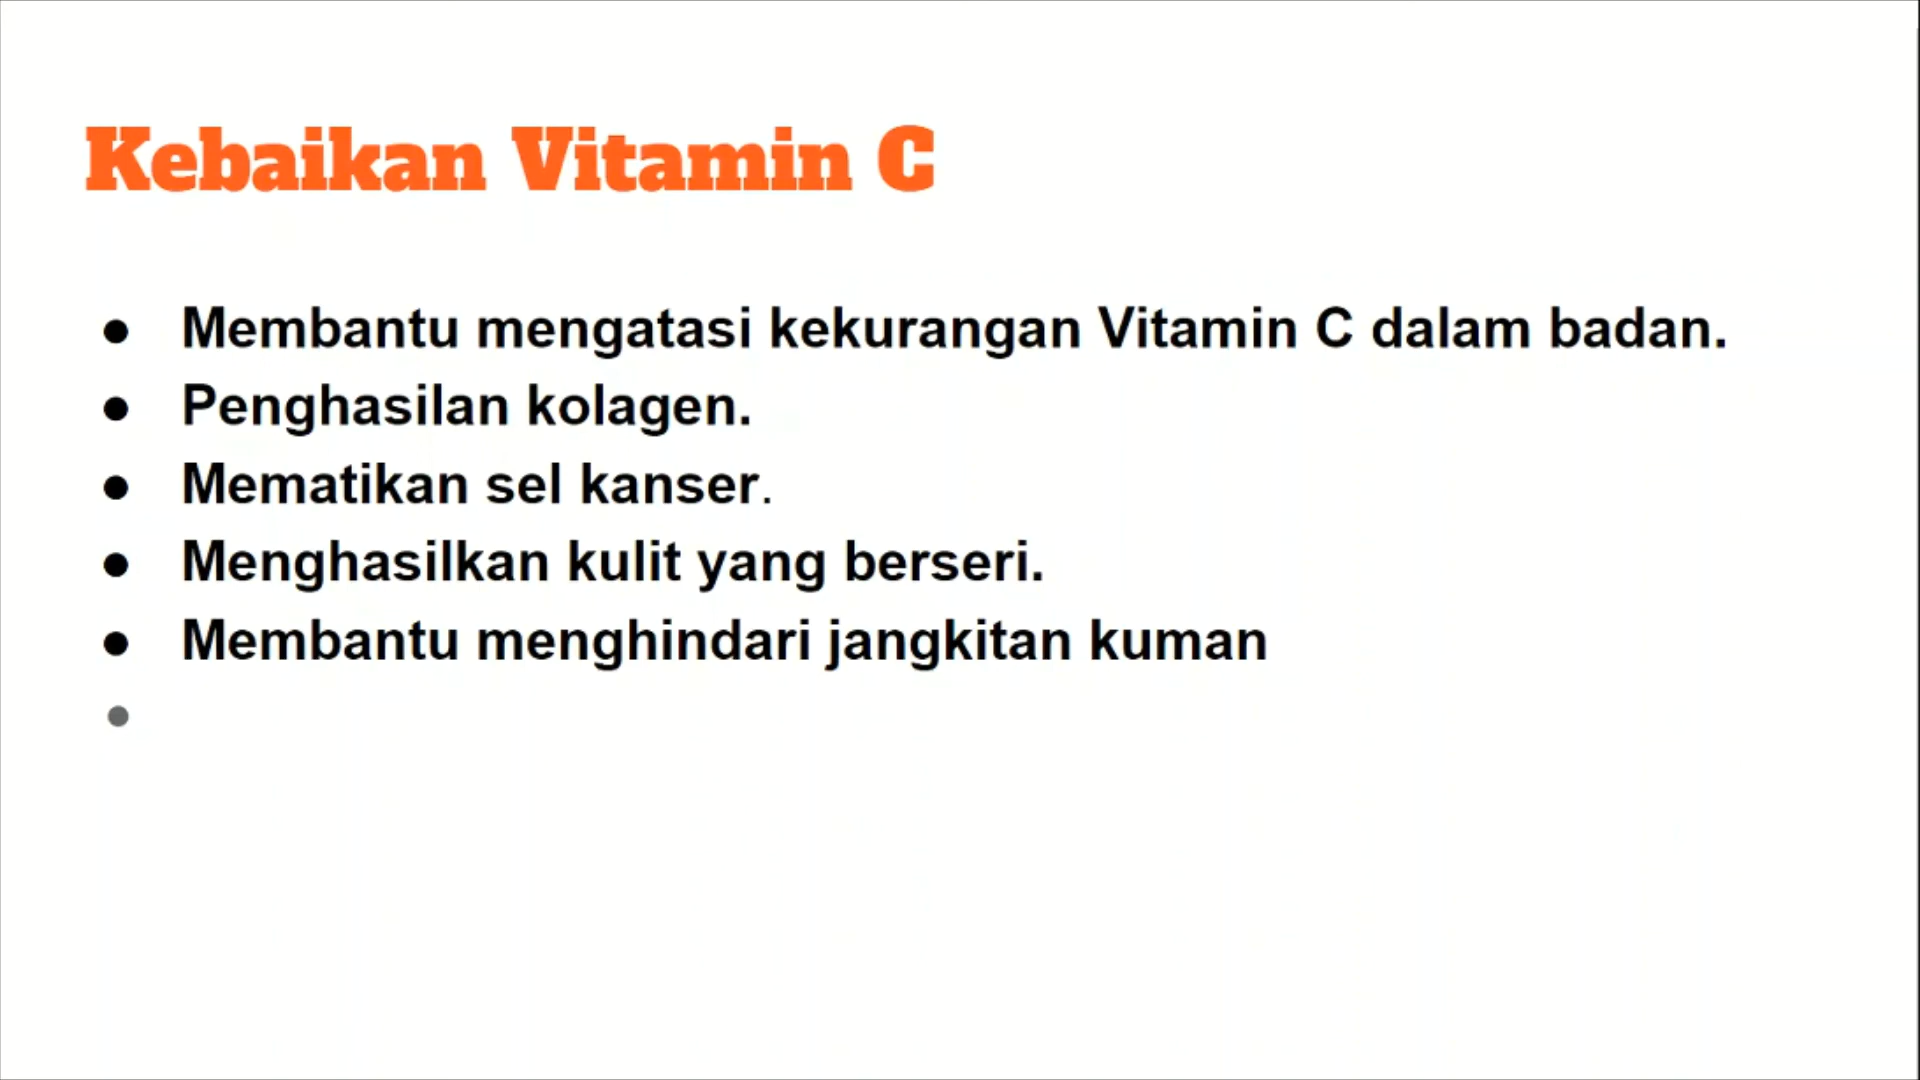 Kebaikan Vitamin C
● Membantu mengatasi kekurangan Vitamin C dalam badan.
● Penghasilan kolagen.
● Mematikan sel kanser.
● Menghasilkan kulit yang berseri.
● Membantu menghindari jangkitan kuman
●